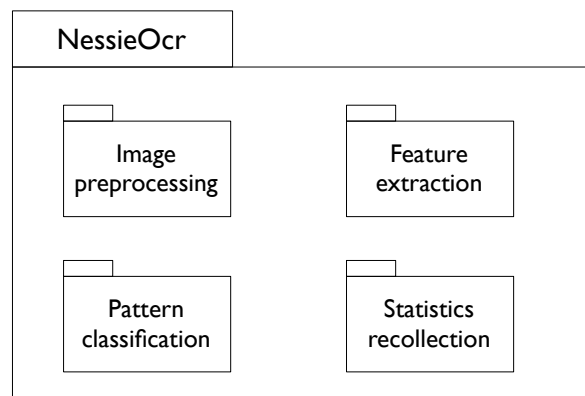 NessieOcr
Image
preprocessing
Feature
extraction
Pattern
classification
Statistics
recollection